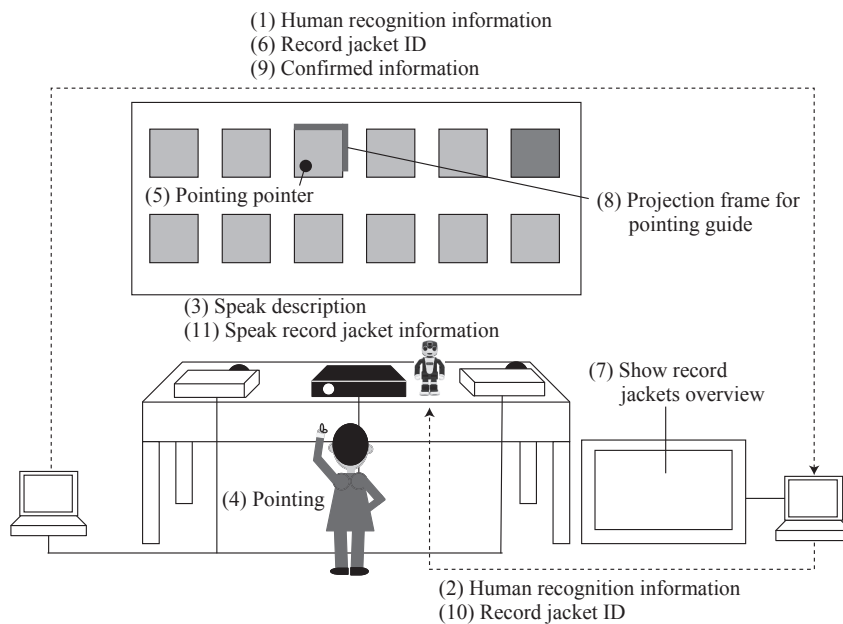 (1) Human recognition information
(6) Record jacket ID
(9) Confirmed information
(5) Pointing pointer
(8) Projection frame for
pointing guide
(3) Speak description
(11) Speak record jacket information
(7) Show record
jackets overview
(4) Pointing
(2) Human recognition information
(10) Record jacket ID